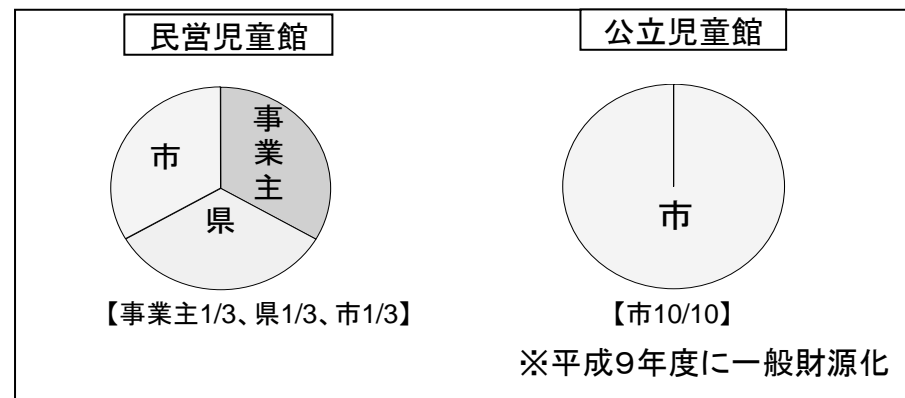 民営児童館
公立児童館
事業主
市
県
市
【事業主1/3、県1/3、市1/3】
【市10/10】
※平成9年度に一般財源化